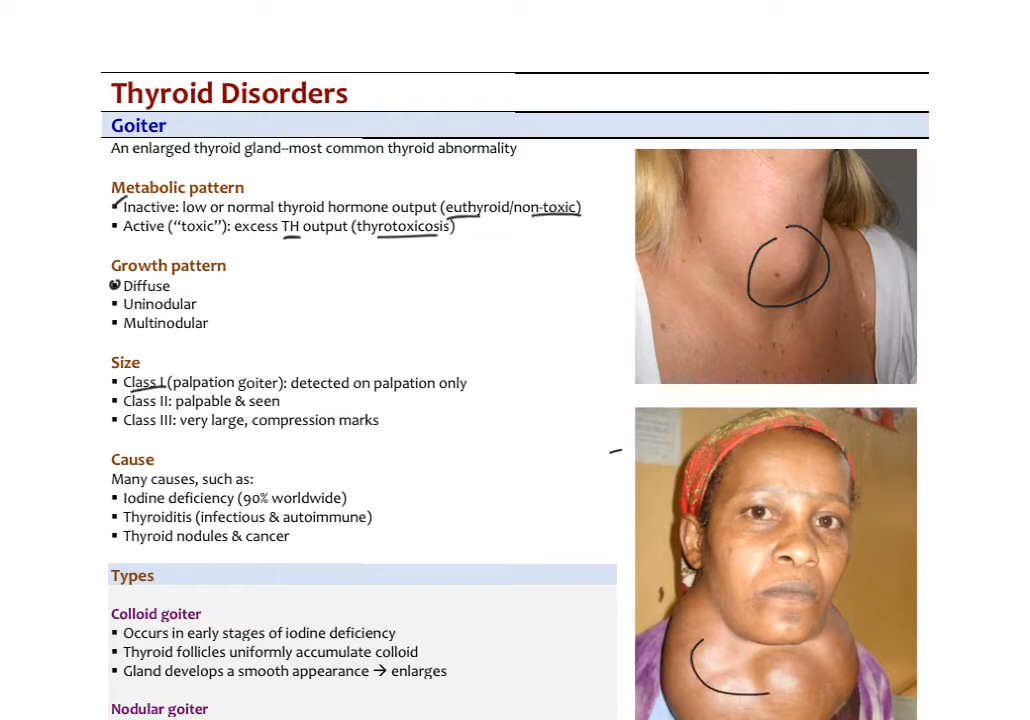 Thyroid Disorders
Goiter
An enlarged thyroid gland–most common thyroid abnormality
Metabolic pattern
▪ Inactive: low or normal thyroid hormone output (euthyroid/non-toxic)
▪ Active (“toxic”): excess TH output (thyrotoxicosis)
Growth pattern
▪ Diffuse
▪ Uninodular
▪ Multinodular
Size
▪ Class I (palpation goiter): detected on palpation only
▪ Class II: palpable & seen
▪ Class III: very large, compression marks
Cause
Many causes, such as:
▪ Iodine deficiency (90% worldwide)
▪ Thyroiditis (infectious & autoimmune)
▪ Thyroid nodules & cancer
Types
Colloid goiter
▪ Occurs in early stages of iodine deficiency
▪ Thyroid follicles uniformly accumulate colloid
▪ Gland develops a smooth appearance → enlarges
Nodular goiter